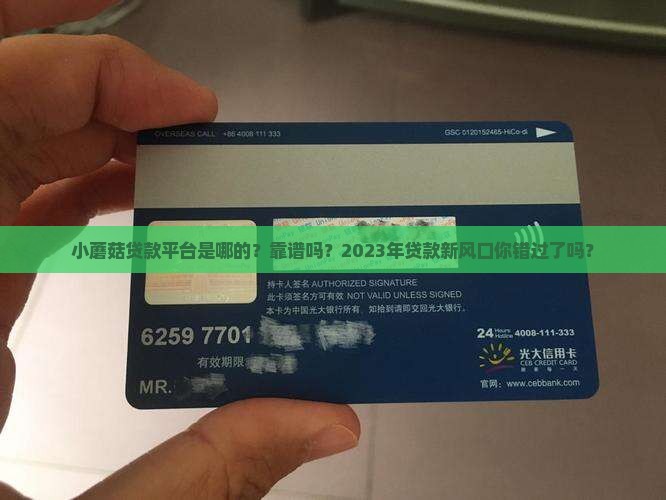 OVERSEAS CALL: +86 4008 111 333
GSC 0120152465-HiCo-di
小蘑菇贷款平台是哪的？靠谱吗？2023年贷款新风口你错过了吗？
持卡人签名 AUTHORIZED SIGNATURE
此卡须签名方可有效 NOT VALID UNLESS SIGNED
本卡为中国光大银行所有，如拾到请即交回光大银行。
6259 7701
24 Hours Hotline 4008-111-333
有效期限
光大信用卡
CEB CREDIT CARD
MR.
官网：www.cebbank.com